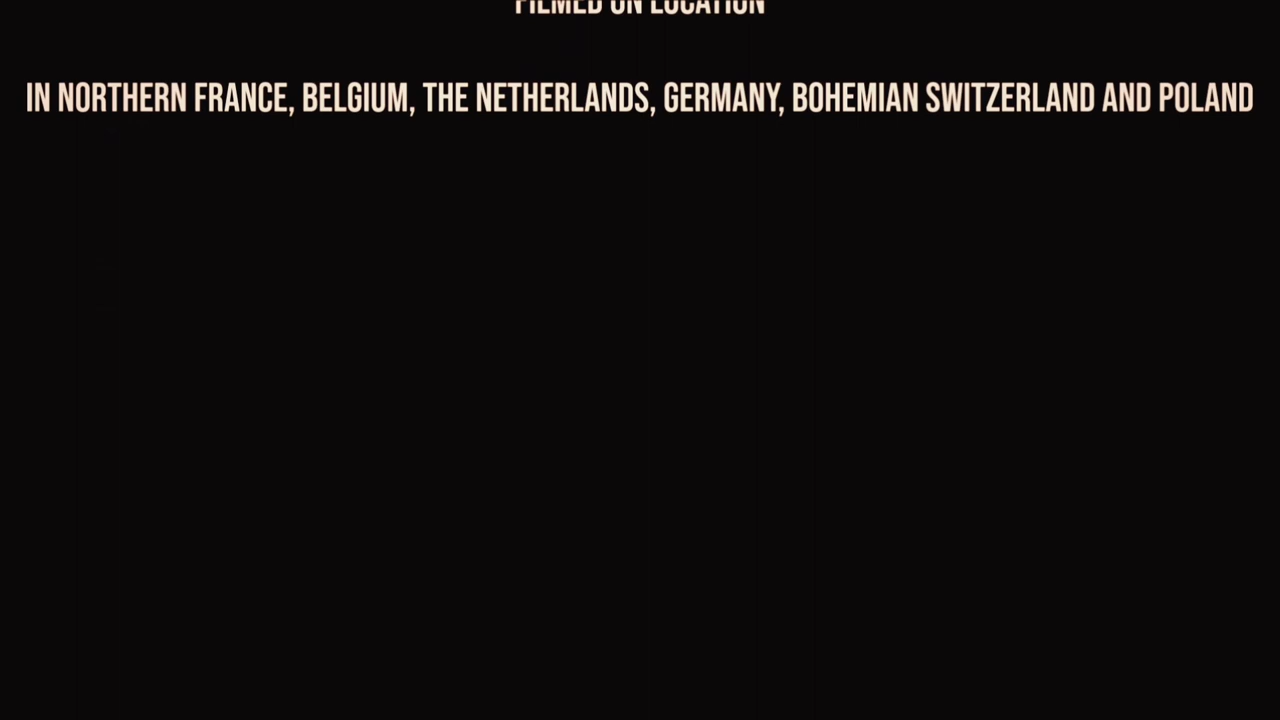 FILMED ON LOCATION
IN NORTHERN FRANCE, BELGIUM, THE NETHERLANDS, GERMANY, BOHEMIAN SWITZERLAND AND POLAND